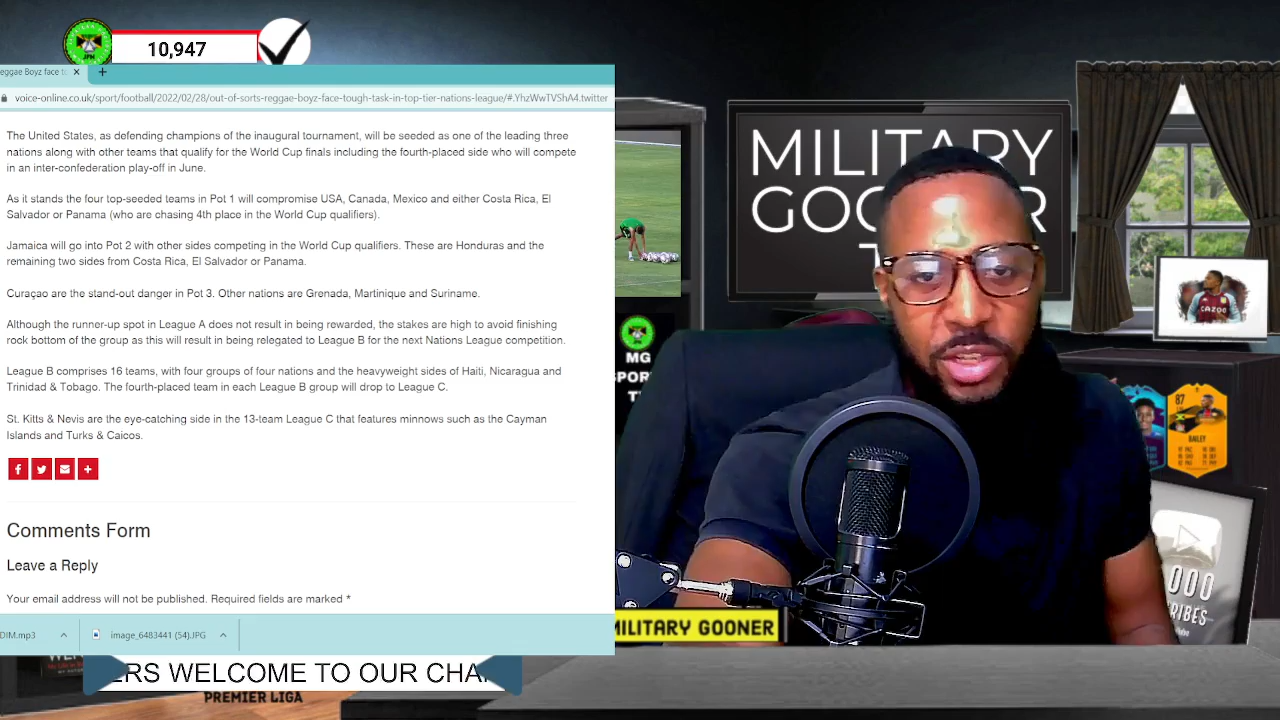 10,947
JPM
eggae Boyz face to
voice-online.co.uk/sport/football/2022/02/28/out-of-sorts-reggae-boyz-face-tough-task-in-top-tier-nations-league/#.YhzWwTVShA4.twitter
The United States, as defending champions of the inaugural tournament, will be seeded as one of the leading three
nations along with other teams that qualify for the World Cup finals including the fourth-placed side who will compete
in an inter-confederation play-off in June.
As it stands the four top-seeded teams in Pot 1 will compromise USA, Canada, Mexico and either Costa Rica, El
Salvador or Panama (who are chasing 4th place in the World Cup qualifiers).
Jamaica will go into Pot 2 with other sides competing in the World Cup qualifiers. These are Honduras and the
remaining two sides from Costa Rica, El Salvador or Panama.
Curaçao are the stand-out danger in Pot 3. Other nations are Grenada, Martinique and Suriname.
Although the runner-up spot in League A does not result in being rewarded, the stakes are high to avoid finishing
rock bottom of the group as this will result in being relegated to League B for the next Nations League competition.
League B comprises 16 teams, with four groups of four nations and the heavyweight sides of Haiti, Nicaragua and
Trinidad & Tobago. The fourth-placed team in each League B group will drop to League C.
St. Kitts & Nevis are the eye-catching side in the 13-team League C that features minnows such as the Cayman
Islands and Turks & Caicos.
Comments Form
Leave a Reply
Your email address will not be published. Required fields are marked *
DIM.mp3
image_6483441 (54).JPG
MILITARY
GO R
T
CAZOO
MG
SPOR
T
87
BAILEY
000
RIBES
MILITARY GOONER
ERS WELCOME TO OUR CHA
PREMIER LIGA